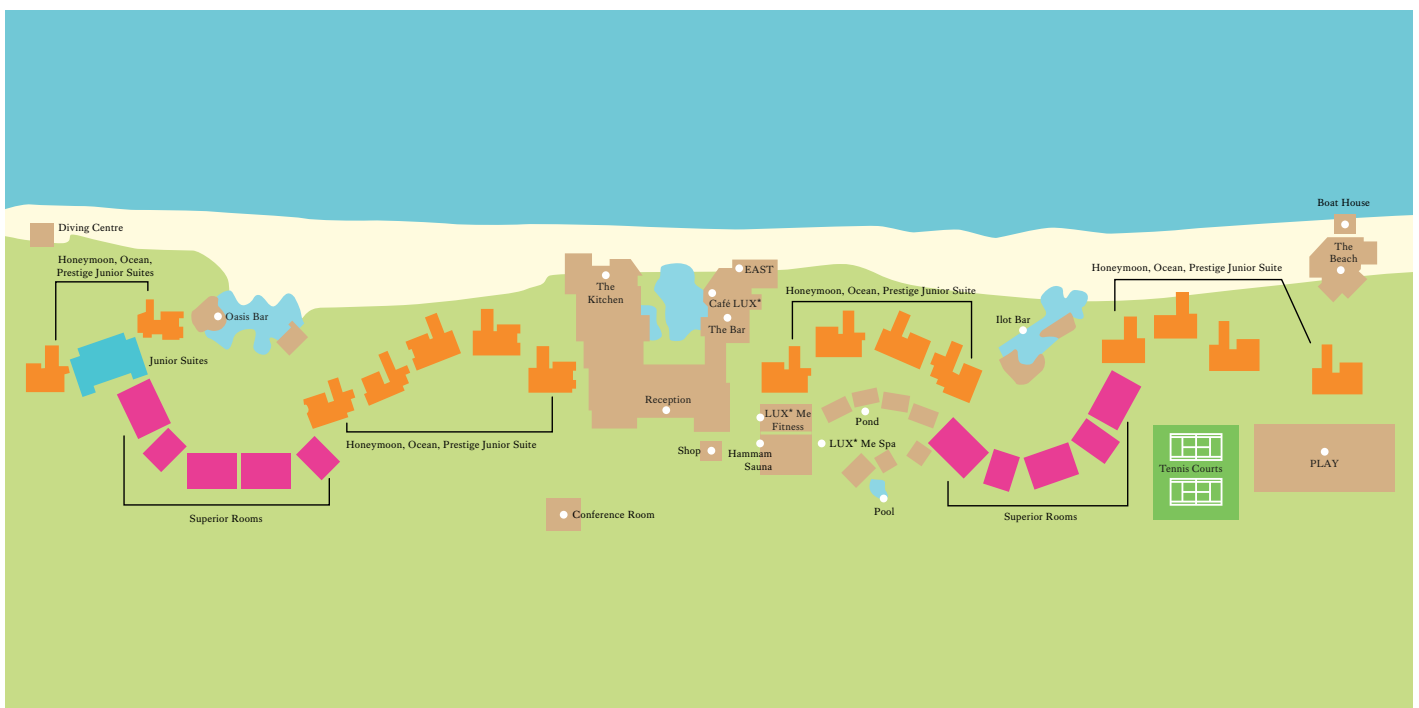 Boat House
Diving Centre
The
Beach
Honeymoon, Ocean,
Prestige Junior Suites
Honeymoon, Ocean, Prestige Junior Suite
EAST
The
Kitchen
Honeymoon, Ocean, Prestige Junior Suite
Café LUX*
Oasis Bar
Ilot Bar
The Bar
Junior Suites
Reception
LUX* Me
Fitness
Pond
Honeymoon, Ocean, Prestige Junior Suite
LUX* Me Spa
Shop
Hammam
Sauna
PLAY
Tennis Courts
Pool
Conference Room
Superior Rooms
Superior Rooms